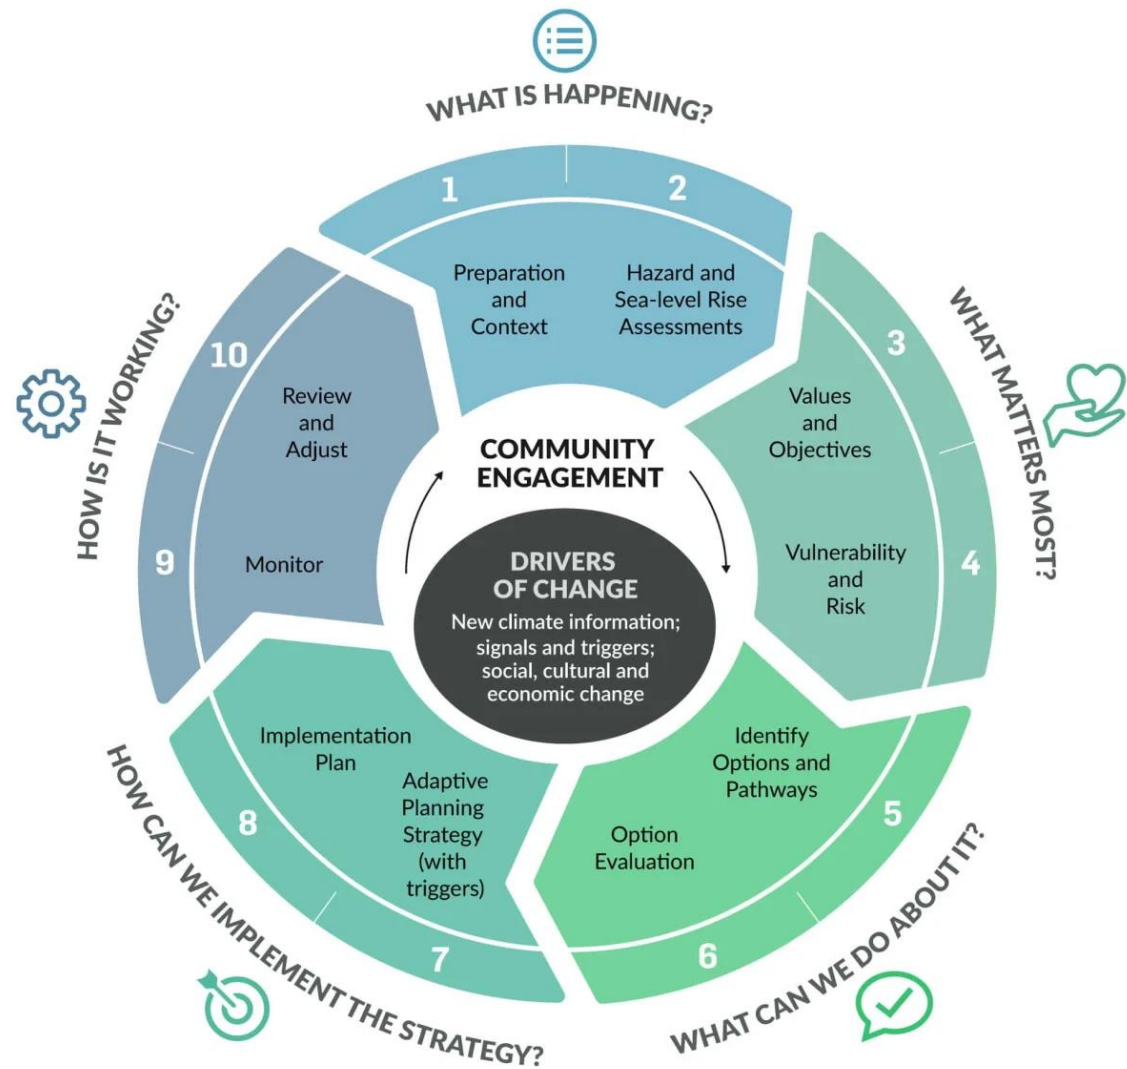 WHAT IS HAPPENING?
1
2
Preparation
and
Context
Hazard and
Sea-level Rise
Assessments
WHAT MATTERS MOST?
3
Values
and
Objectives
4
Vulnerability
and
Risk
WHAT CAN WE DO ABOUT IT?
5
Identify
Options and
Pathways
6
Option
Evaluation
HOW CAN WE IMPLEMENT THE STRATEGY?
7
Adaptive
Planning
Strategy
(with
triggers)
8
Implementation
Plan
HOW IS IT WORKING?
9
Monitor
10
Review
and
Adjust
COMMUNITY
ENGAGEMENT
DRIVERS
OF CHANGE
New climate information;
signals and triggers;
social, cultural and
economic change